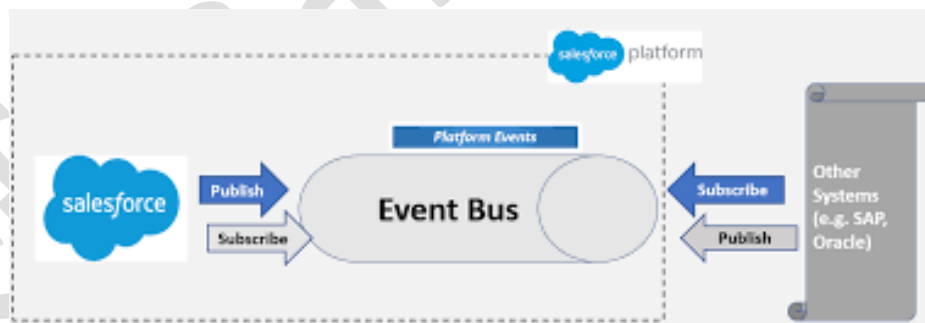 salesforce platform
Platform Events
salesforce
Publish
Subscribe
Event Bus
Subscribe
Publish
Other
Systems
(e.g. SAP,
Oracle)